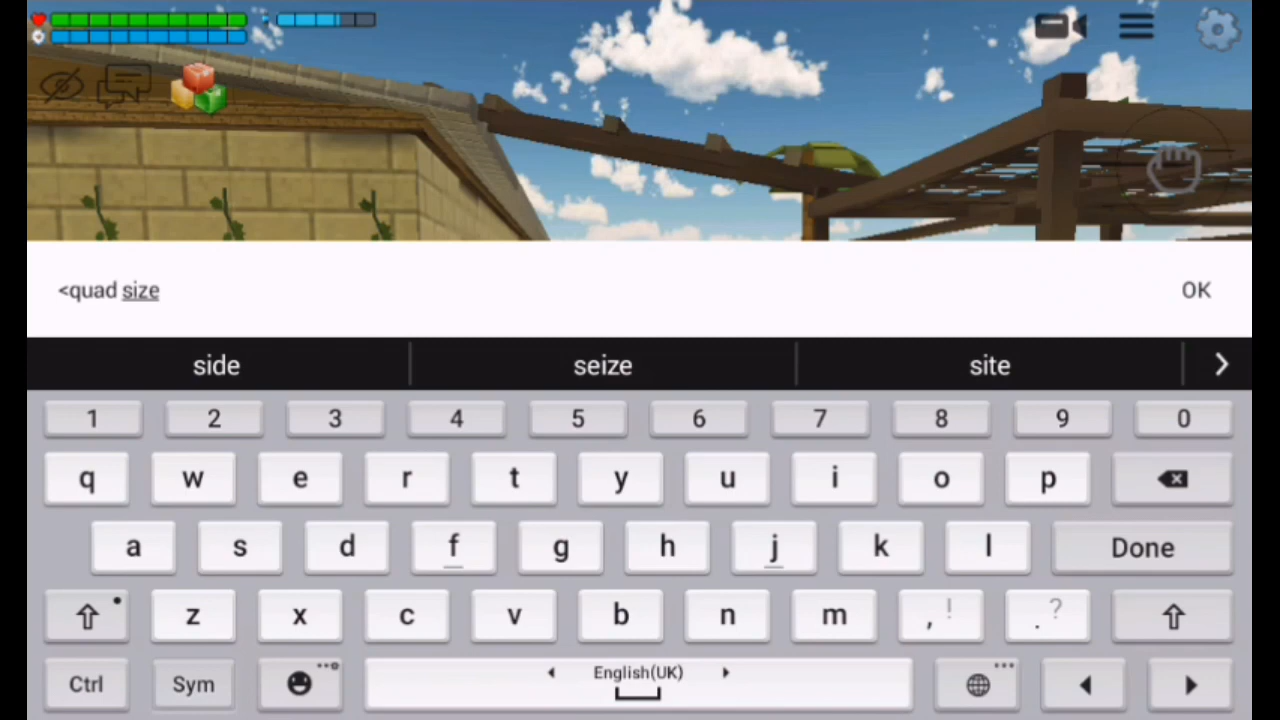 <quad size
OK
side
seize
site
1 2 3 4 5 6 7 8 9 0
q w e r t y u i o p
a s d f g h j k l Done
z x c v b n m , ! . ?
Ctrl Sym English(UK)